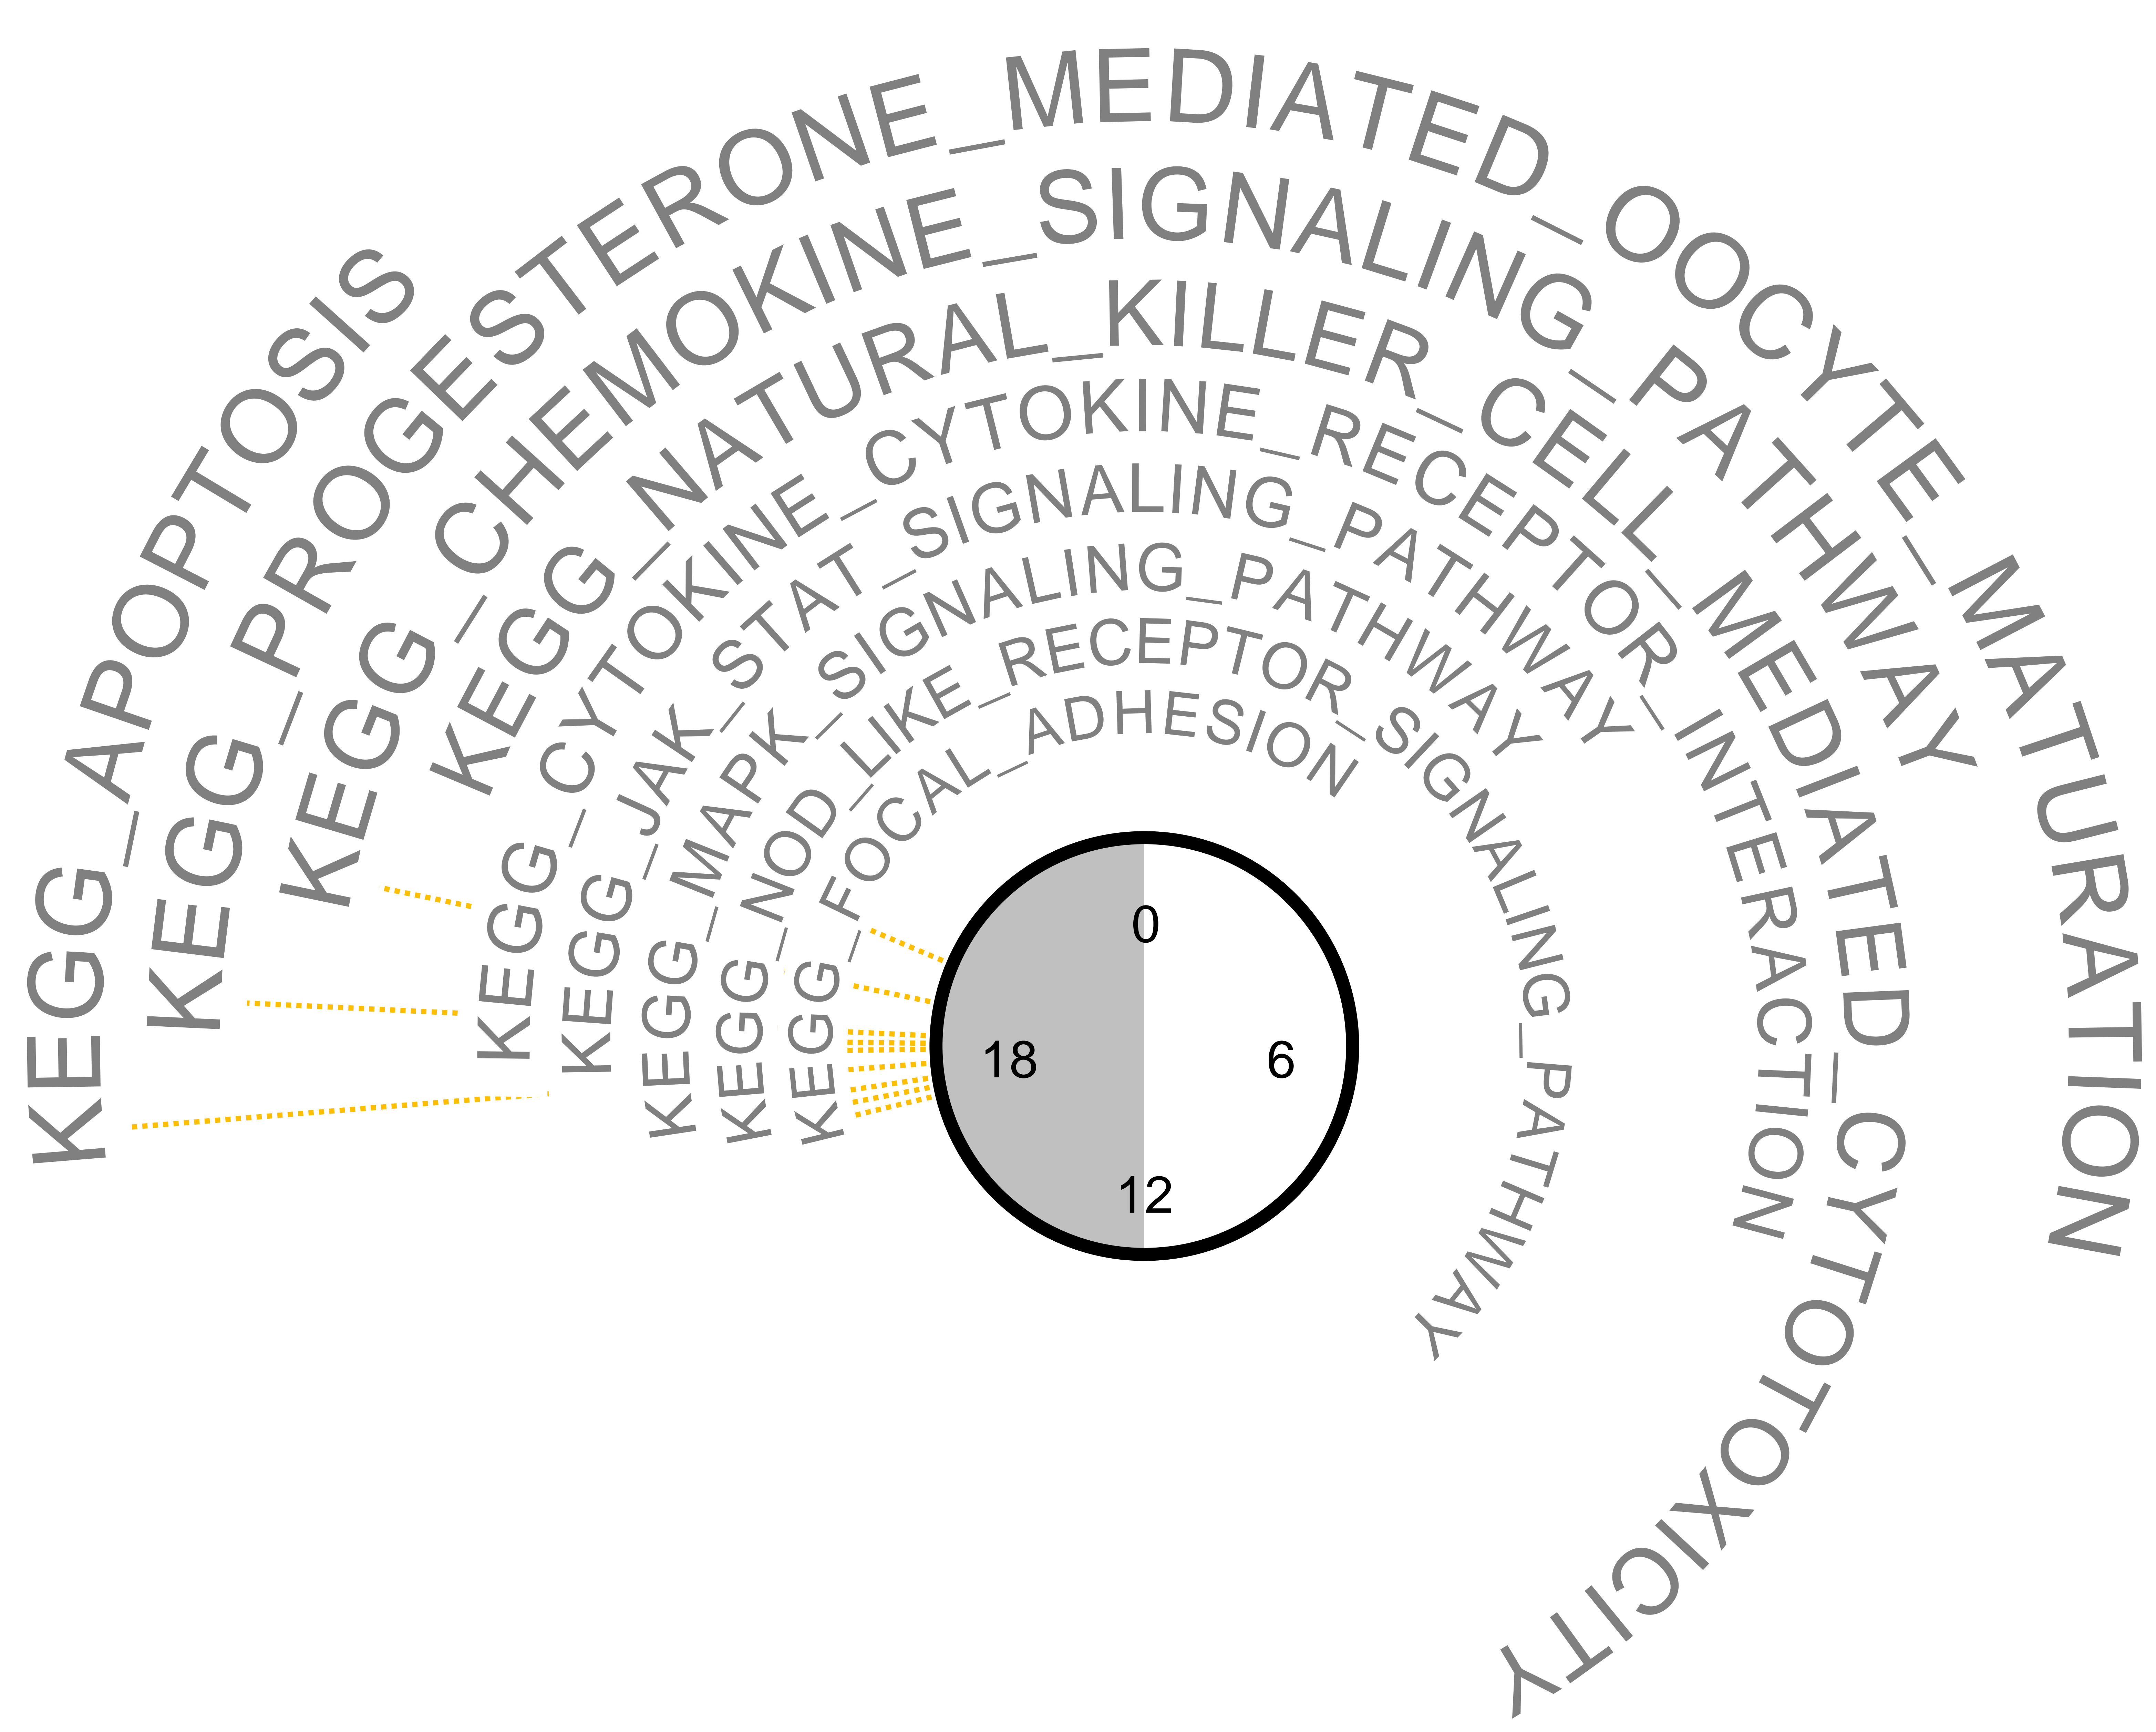 KEGG_APOPTOSIS
KEGG_PROGESTERONE_MEDIATED_OOCYTE_MATURATION
KEGG_CHEMOKINE_SIGNALING_PATHWAY
KEGG_NATURAL_KILLER_CELL_MEDIATED_CYTOTOXICITY
KEGG_CYTOKINE_CYTOKINE_RECEPTOR_INTERACTION
KEGG_JAK_STAT_SIGNALING_PATHWAY
KEGG_MAPK_SIGNALING_PATHWAY
KEGG_NOD_LIKE_RECEPTOR_SIGNALING_PATHWAY
KEGG_FOCAL_ADHESION
0
18
6
12